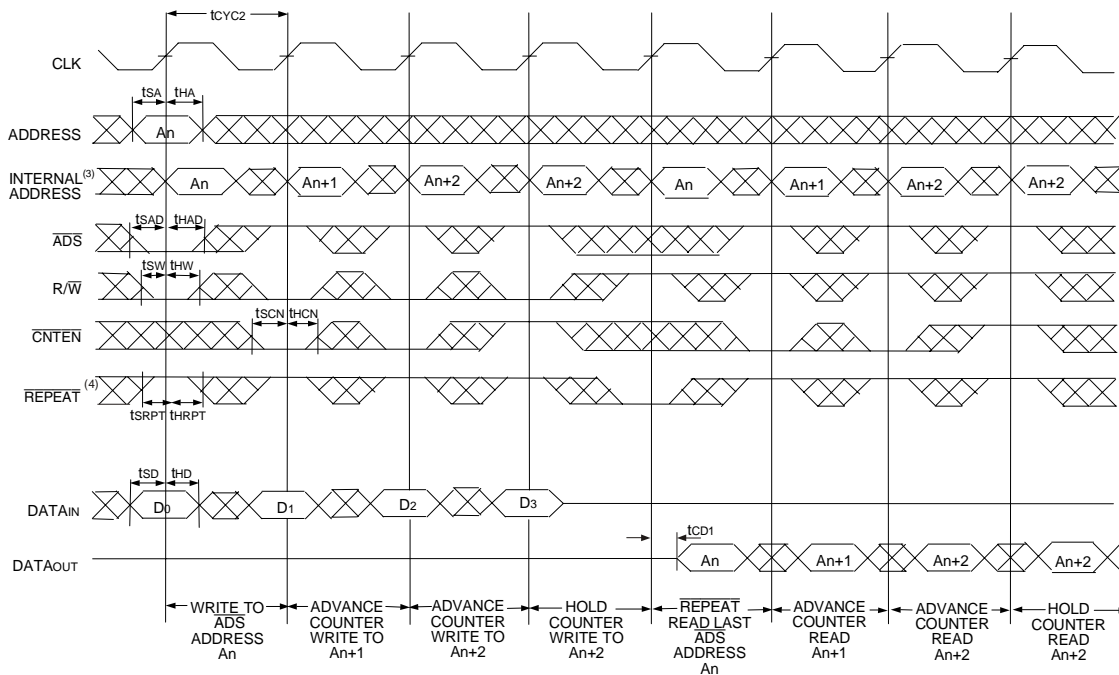 tCYC2
CLK
tSA tHA
ADDRESS
An
INTERNAL(3)
ADDRESS
An An+1 An+2 An+2 An An+1 An+2 An+2
tSAD tHAD
ADS
tSW tHW
R/W
tSCN tHCN
CNTEN
REPEAT (4)
tSRPT tHRPT
tSD tHD
DATAIN
D0 D1 D2 D3
tCD1
DATAOUT
An An+1 An+2 An+2
WRITE TO
ADS
ADDRESS
An
ADVANCE
COUNTER
WRITE TO
An+1
ADVANCE
COUNTER
WRITE TO
An+2
HOLD
COUNTER
WRITE TO
An+2
REPEAT
READ LAST
ADS
ADDRESS
An
ADVANCE
COUNTER
READ
An+1
ADVANCE
COUNTER
READ
An+2
HOLD
COUNTER
READ
An+2